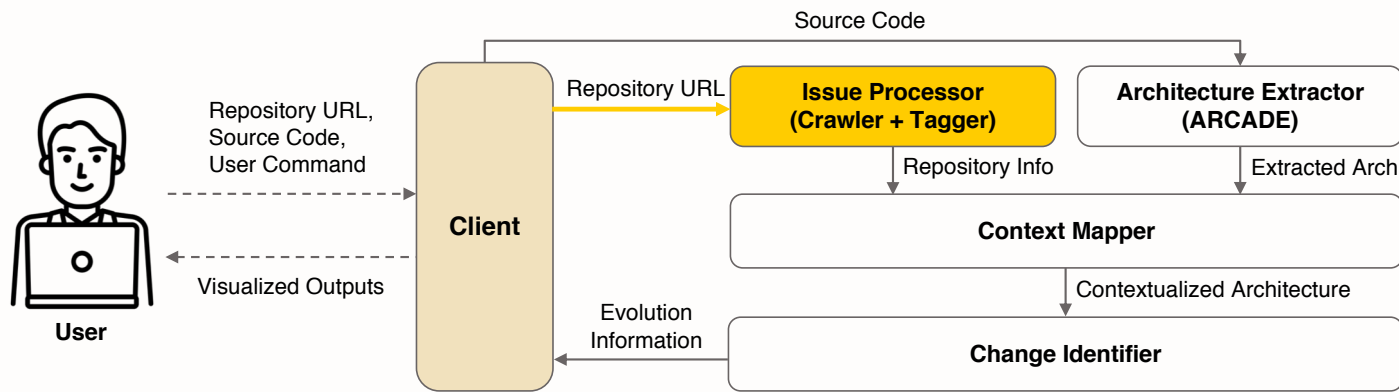 Source Code
Repository URL
Issue Processor
(Crawler + Tagger)
Architecture Extractor
(ARCADE)
Repository URL,
Source Code,
User Command
Repository Info
Extracted Arch
Client
Context Mapper
Visualized Outputs
Contextualized Architecture
User
Evolution
Information
Change Identifier